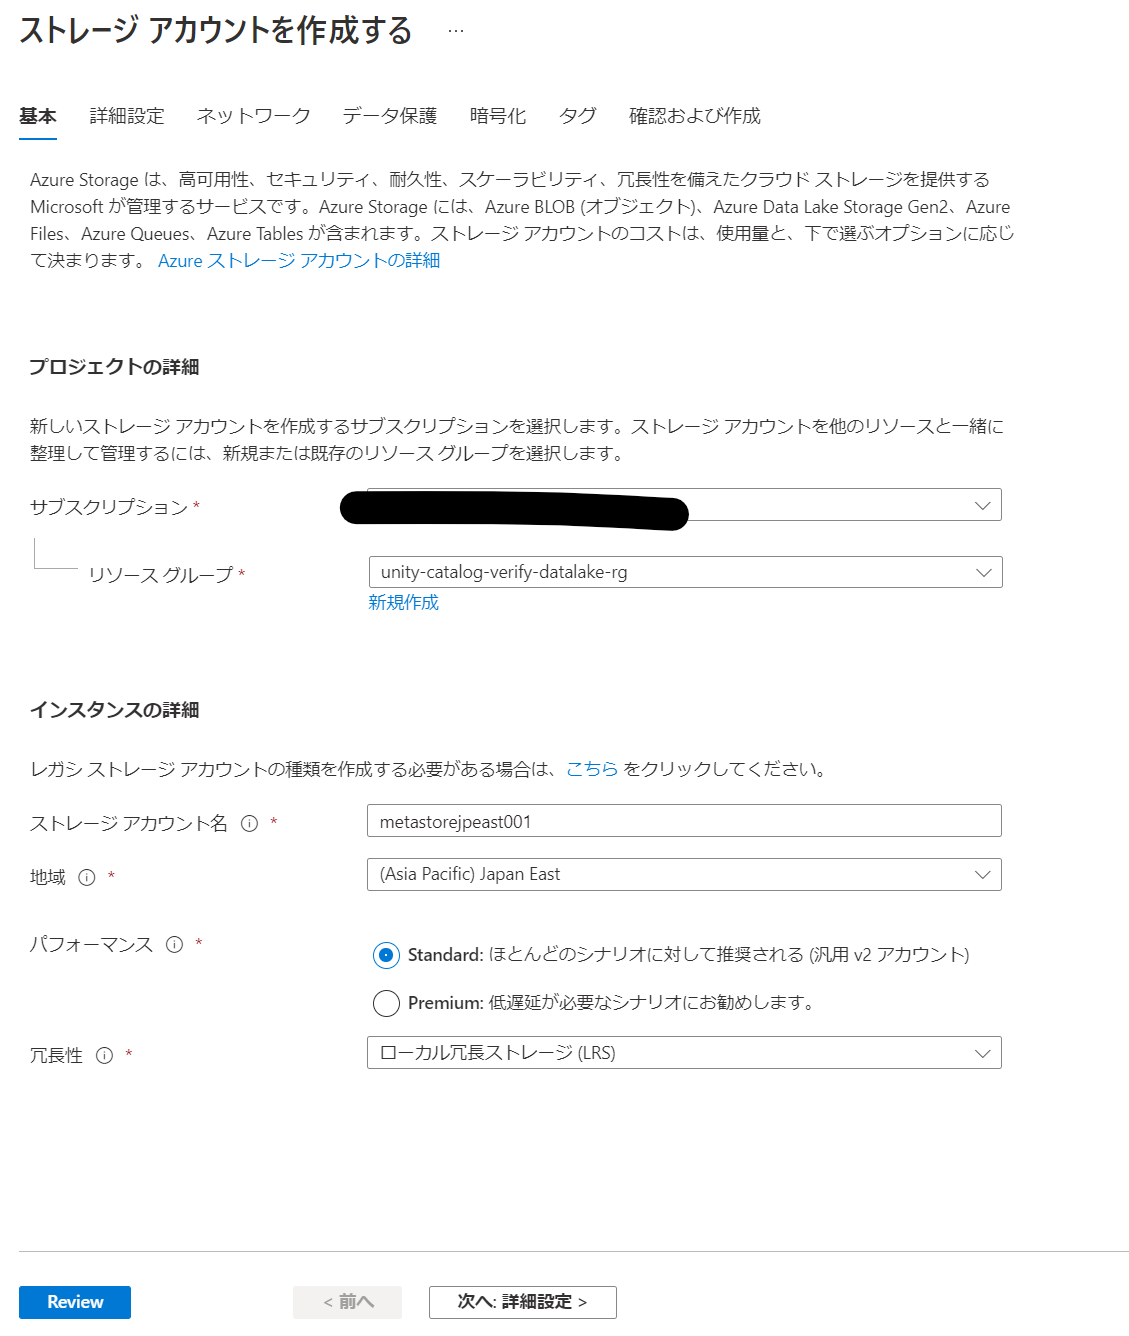 ストレージ アカウントを作成する ...
基本 詳細設定 ネットワーク データ保護 暗号化 タグ 確認および作成
Azure Storage は、高可用性、セキュリティ、耐久性、スケーラビリティ、冗長性を備えたクラウド ストレージを提供する
Microsoft が管理するサービスです。Azure Storage には、Azure BLOB (オブジェクト)、Azure Data Lake Storage Gen2、Azure
Files、Azure Queues、Azure Tables が含まれます。ストレージ アカウントのコストは、使用量と、下で選ぶオプションに応じ
て決まります。 Azure ストレージ アカウントの詳細
プロジェクトの詳細
新しいストレージ アカウントを作成するサブスクリプションを選択します。ストレージ アカウントを他のリソースと一緒に
整理して管理するには、新規または既存のリソース グループを選択します。
サブスクリプション *
リソース グループ * unity-catalog-verify-datalake-rg
新規作成
インスタンスの詳細
レガシ ストレージ アカウントの種類を作成する必要がある場合は、こちら をクリックしてください。
ストレージ アカウント名 * metastorejpeast001
地域 * (Asia Pacific) Japan East
パフォーマンス * Standard: ほとんどのシナリオに対して推奨される (汎用 v2 アカウント)
Premium: 低遅延が必要なシナリオにお勧めします。
冗長性 * ローカル冗長ストレージ (LRS)
Review < 前へ 次へ: 詳細設定 >